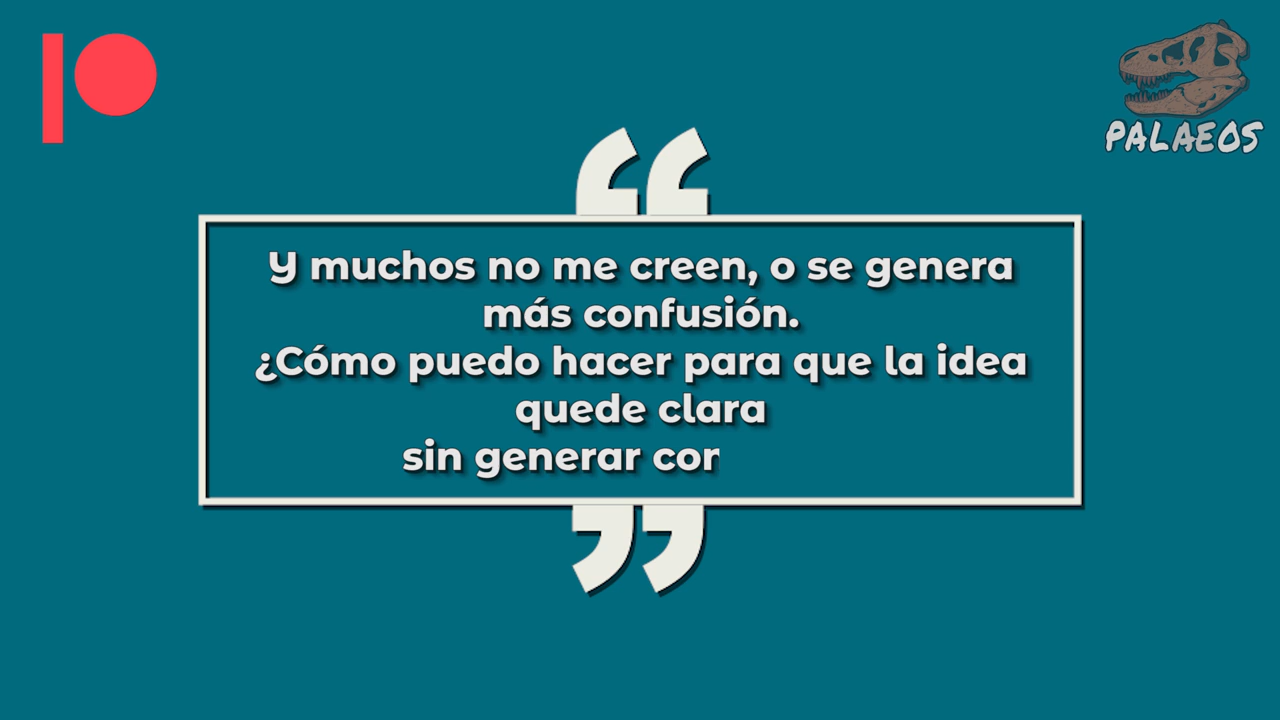 PALAEOS
Y muchos no me creen, o se genera
más confusión.
¿Cómo puedo hacer para que la idea
quede clara
sin generar cor